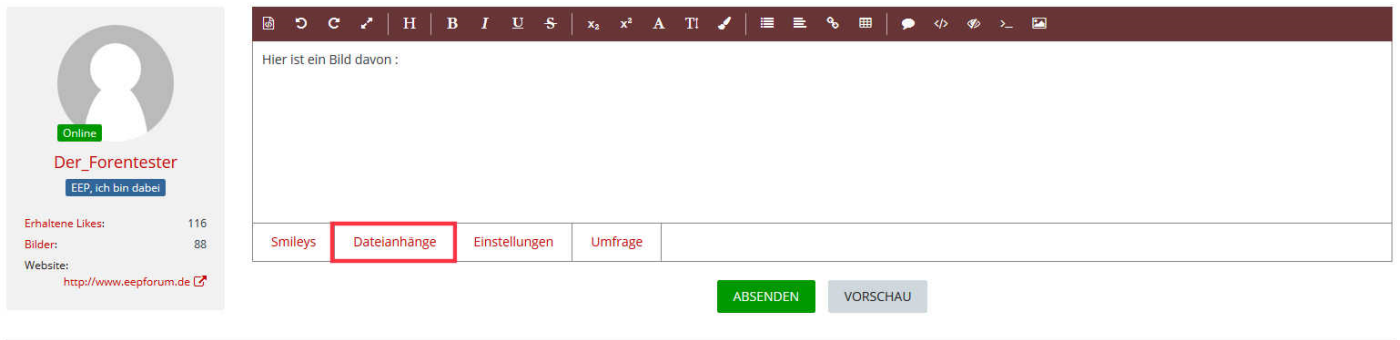 Online
Der_Forentester
EEP, ich bin dabei
Erhaltene Likes: 116
Bilder: 88
Website:
http://www.eepforum.de
H B I U S x₂ x² A T
Hier ist ein Bild davon :
Smileys Dateianhänge Einstellungen Umfrage
ABSENDEN VORSCHAU